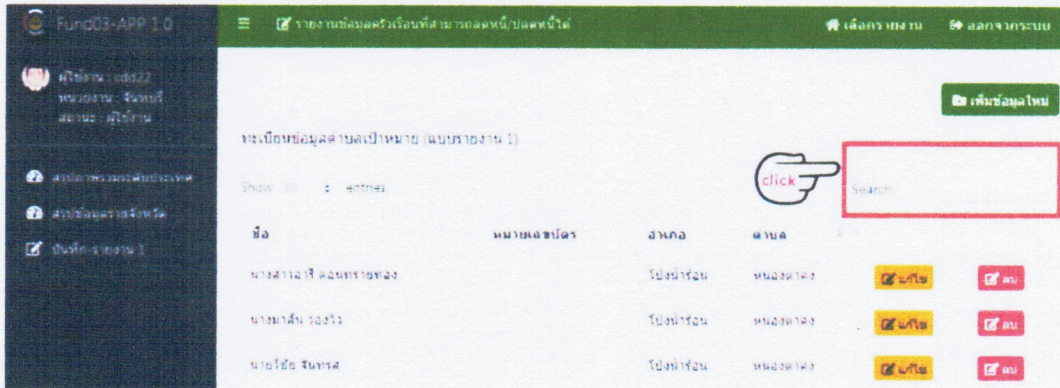 Fund03-APP 1.0
รายงานข้อมูลครัวเรือนที่สามารถลดหนี้/ปลดหนี้ได้
เลือกรายงาน
ออกจากระบบ
ผู้ใช้งาน : cdd22
หน่วยงาน : จันทบุรี
สถานะ : ผู้ใช้งาน
เพิ่มข้อมูลใหม่
ทะเบียนข้อมูลตำบลเป้าหมาย (แบบรายงาน 1)
สรุปภาพรวมระดับประเทศ
สรุปข้อมูลรายจังหวัด
บันทึก-รายงาน 1
Show entries
click
Search:
ชื่อ หมายเลขบัตร อำเภอ ตำบล
นางสาวอารี ดอนทรายทอง โป่งน้ำร้อน หนองตาคง แก้ไข ลบ
นางมาลัน ว่องไว โป่งน้ำร้อน หนองตาคง แก้ไข ลบ
นายวิชัย จันทรส โป่งน้ำร้อน หนองตาคง แก้ไข ลบ